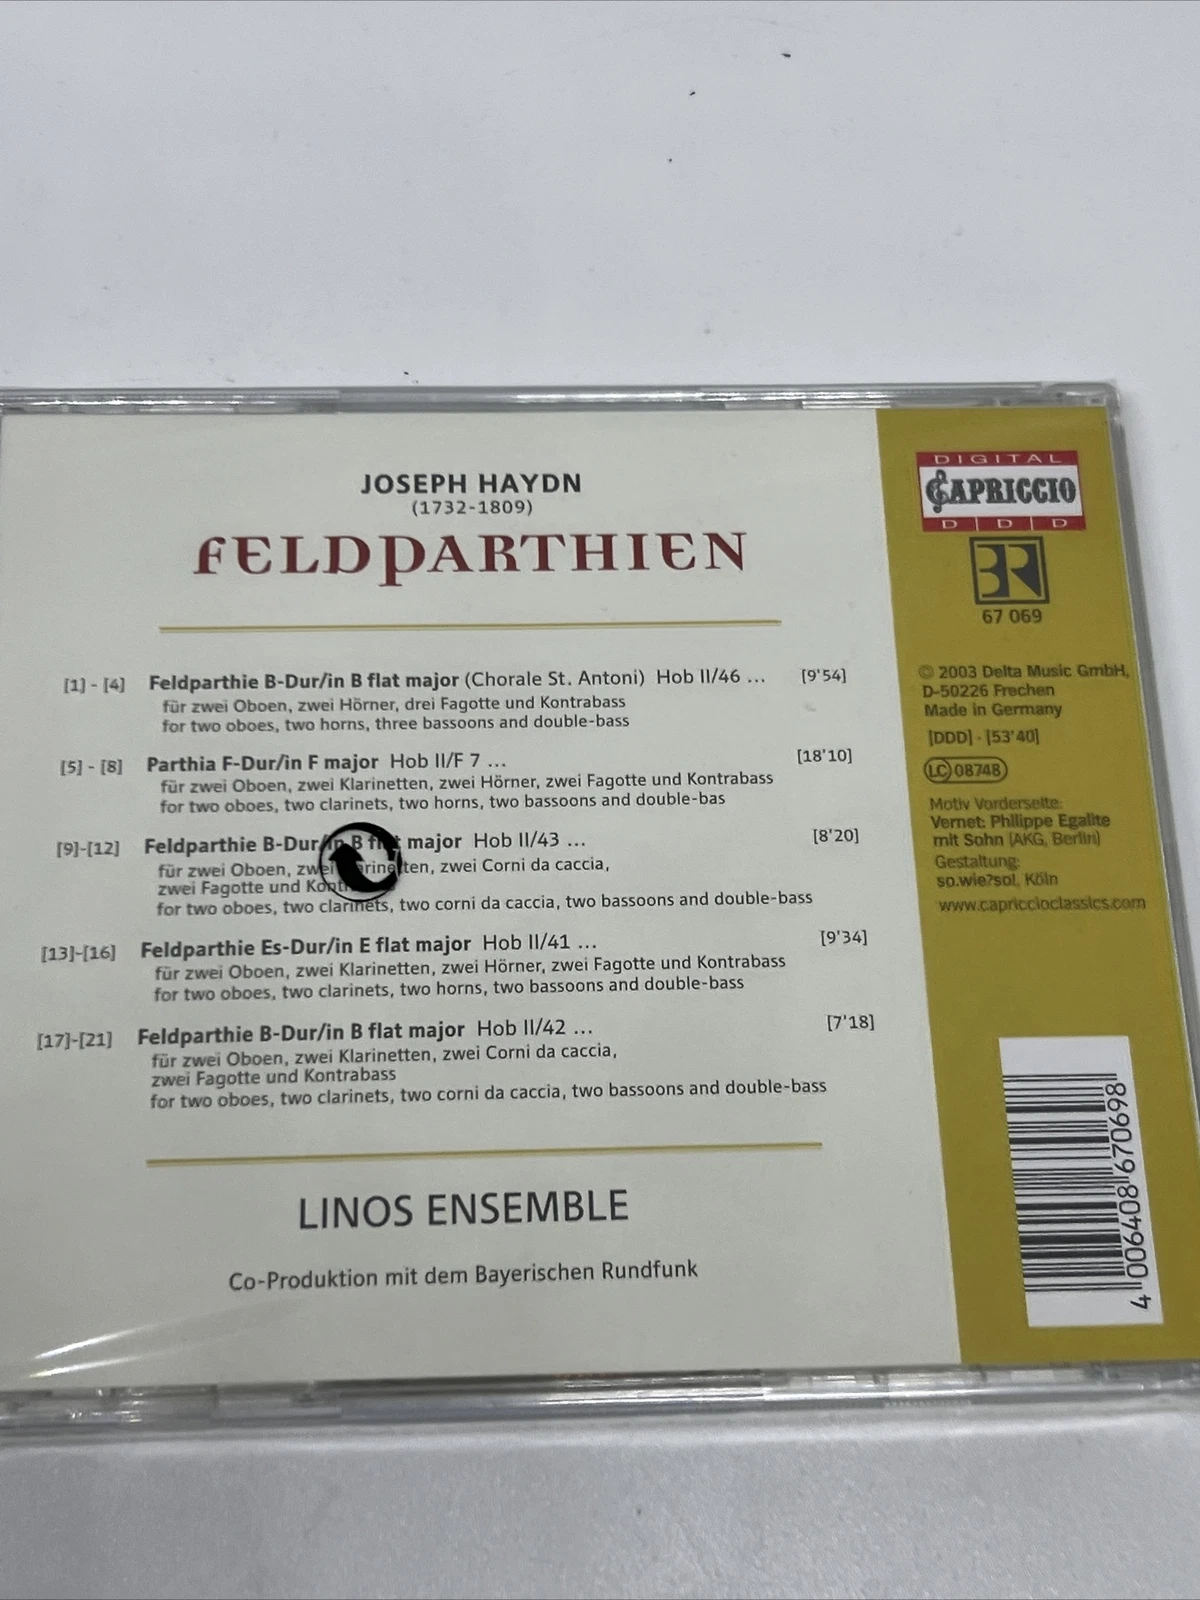 JOSEPH HAYDN
(1732-1809)
FELDPARTHIEN
[1] - [4] Feldparthie B-Dur/in B flat major (Chorale St. Antoni) Hob II/46 ... [9'54]
für zwei Oboen, zwei Hörner, drei Fagotte und Kontrabass
for two oboes, two horns, three bassoons and double-bass
[5] - [8] Parthia F-Dur/in F major Hob II/F 7 ... [18'10]
für zwei Oboen, zwei Klarinetten, zwei Hörner, zwei Fagotte und Kontrabass
for two oboes, two clarinets, two horns, two bassoons and double-bas
[9]-[12] Feldparthie B-Dur/in B flat major Hob II/43 ... [8'20]
für zwei Oboen, zwei Klarinetten, zwei Corni da caccia,
zwei Fagotte und
for two oboes, two clarinets, two corni da caccia, two bassoons and double-bass
[13]-[16] Feldparthie Es-Dur/in E flat major Hob II/41 ... [9'34]
für zwei Oboen, zwei Klarinetten, zwei Hörner, zwei Fagotte und Kontrabass
for two oboes, two clarinets, two horns, two bassoons and double-bass
[17]-[21] Feldparthie B-Dur/in B flat major Hob II/42 ... [7'18]
für zwei Oboen, zwei Klarinetten, zwei Corni da caccia,
zwei Fagotte und Kontrabass
for two oboes, two clarinets, two corni da caccia, two bassoons and double-bass
LINOS ENSEMBLE
Co-Produktion mit dem Bayerischen Rundfunk
DIGITAL
CAPRICCIO
D | D | D
BR
67 069
© 2003 Delta Music GmbH,
D-50226 Frechen
Made in Germany
[DDD] · [53'40]
LC 08748
Motiv Vorderseite:
Vernet: Philippe Egalite
mit Sohn (AKG, Berlin)
Gestaltung:
so.wie?so!, Köln
www.capriccioclassics.com
4 006408 670698